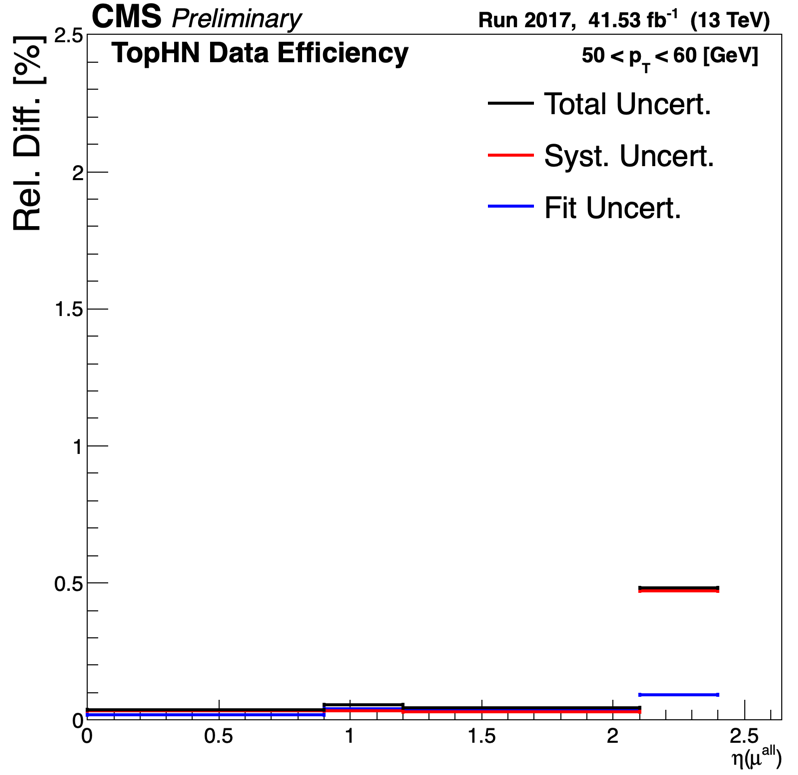 CMS Preliminary Run 2017, 41.53 fb⁻¹ (13 TeV)
TopHN Data Efficiency 50 < p_T < 60 [GeV]
Rel. Diff. [%]
Total Uncert.
Syst. Uncert.
Fit Uncert.
2.5
2
1.5
1
0.5
0
0 0.5 1 1.5 2 2.5
η(μ^all)